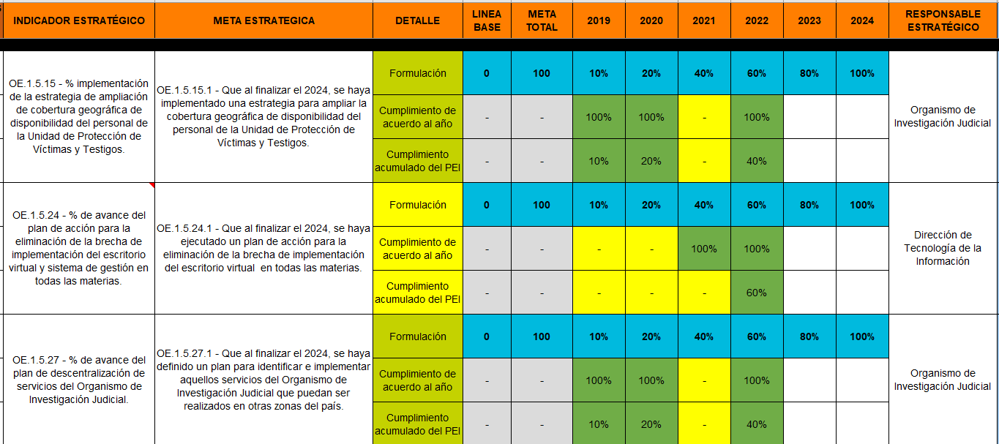 INDICADOR ESTRATÉGICO
META ESTRATEGICA
DETALLE
LINEA
BASE
META
TOTAL
2019
2020
2021
2022
2023
2024
RESPONSABLE
ESTRATÉGICO
OE.1.5.15 - % implementación
de la estrategia de ampliación
de cobertura geográfica de
disponibilidad del personal de
la Unidad de Protección de
Víctimas y Testigos.
OE.1.5.15.1 - Que al finalizar el 2024, se haya
implementado una estrategia para ampliar la
cobertura geográfica de disponibilidad del
personal de la Unidad de Protección de
Víctimas y Testigos.
Formulación
0
100
10%
20%
40%
60%
80%
100%
Cumplimiento de
acuerdo al año
-
-
100%
100%
-
100%
Cumplimiento
acumulado del PEI
-
-
10%
20%
-
40%
Organismo de
Investigación Judicial
OE.1.5.24 - % de avance del
plan de acción para la
eliminación de la brecha de
implementación del escritorio
virtual y sistema de gestión en
todas las materias.
OE.1.5.24.1 - Que al finalizar el 2024, se haya
ejecutado un plan de acción para la
eliminación de la brecha de implementación
del escritorio virtual en todas las materias.
Formulación
0
100
10%
20%
40%
60%
80%
100%
Cumplimiento de
acuerdo al año
-
-
-
-
100%
100%
Cumplimiento
acumulado del PEI
-
-
-
-
-
60%
Dirección de
Tecnología de la
Información
OE.1.5.27 - % de avance del
plan de descentralización de
servicios del Organismo de
Investigación Judicial.
OE.1.5.27.1 - Que al finalizar el 2024, se haya
definido un plan para identificar e implementar
aquellos servicios del Organismo de
Investigación Judicial que puedan ser
realizados en otras zonas del país.
Formulación
0
100
10%
20%
40%
60%
80%
100%
Cumplimiento de
acuerdo al año
-
-
100%
100%
-
100%
Cumplimiento
acumulado del PEI
-
-
10%
20%
-
40%
Organismo de
Investigación Judicial